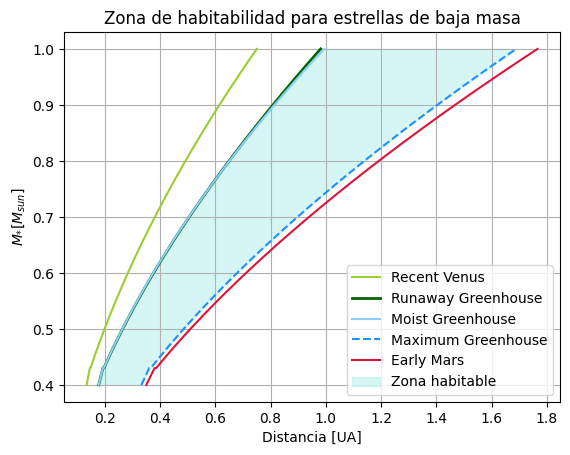 Zona de habitabilidad para estrellas de baja masa
1.0
0.9
0.8
0.7
0.6
0.5
0.4
M*[M_sun]
Recent Venus
Runaway Greenhouse
Moist Greenhouse
Maximum Greenhouse
Early Mars
Zona habitable
0.2 0.4 0.6 0.8 1.0 1.2 1.4 1.6 1.8
Distancia [UA]